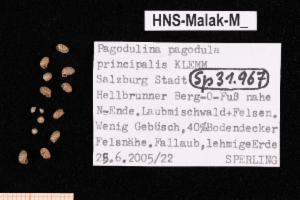 HNS-Malak-M_
Pagodulina pagodula
principalis KLEMM
Salzburg Stadt Sp31.967
Hellbrunner Berg-O-Fuß nahe
N-Ende. Laubmischwald+Felsen.
Wenig Gebüsch, 40%Bodendecker
Felsnähe, Fallaub, lehmigeErde
25.6.2005/22 SPERLING